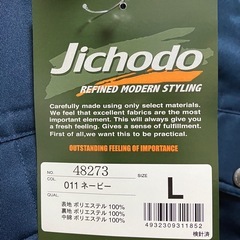 Jichodo
REFINED MODERN STYLING
Carefully made using only select materials.
We feel that excellent fabrics are the most
important element. This always gives you
a fresh feeling. Gives a sense of fulfillment.
First of all, we want this to be practical.
OUTSTANDING FEELING OF IMPORTANCE
NO. 48273
COL. 011 ネービー
SIZE L
QUAL. 表地 ポリエステル 100%
裏地 ポリエステル 100%
中綿 ポリエステル 100%
4932309311852
検針済